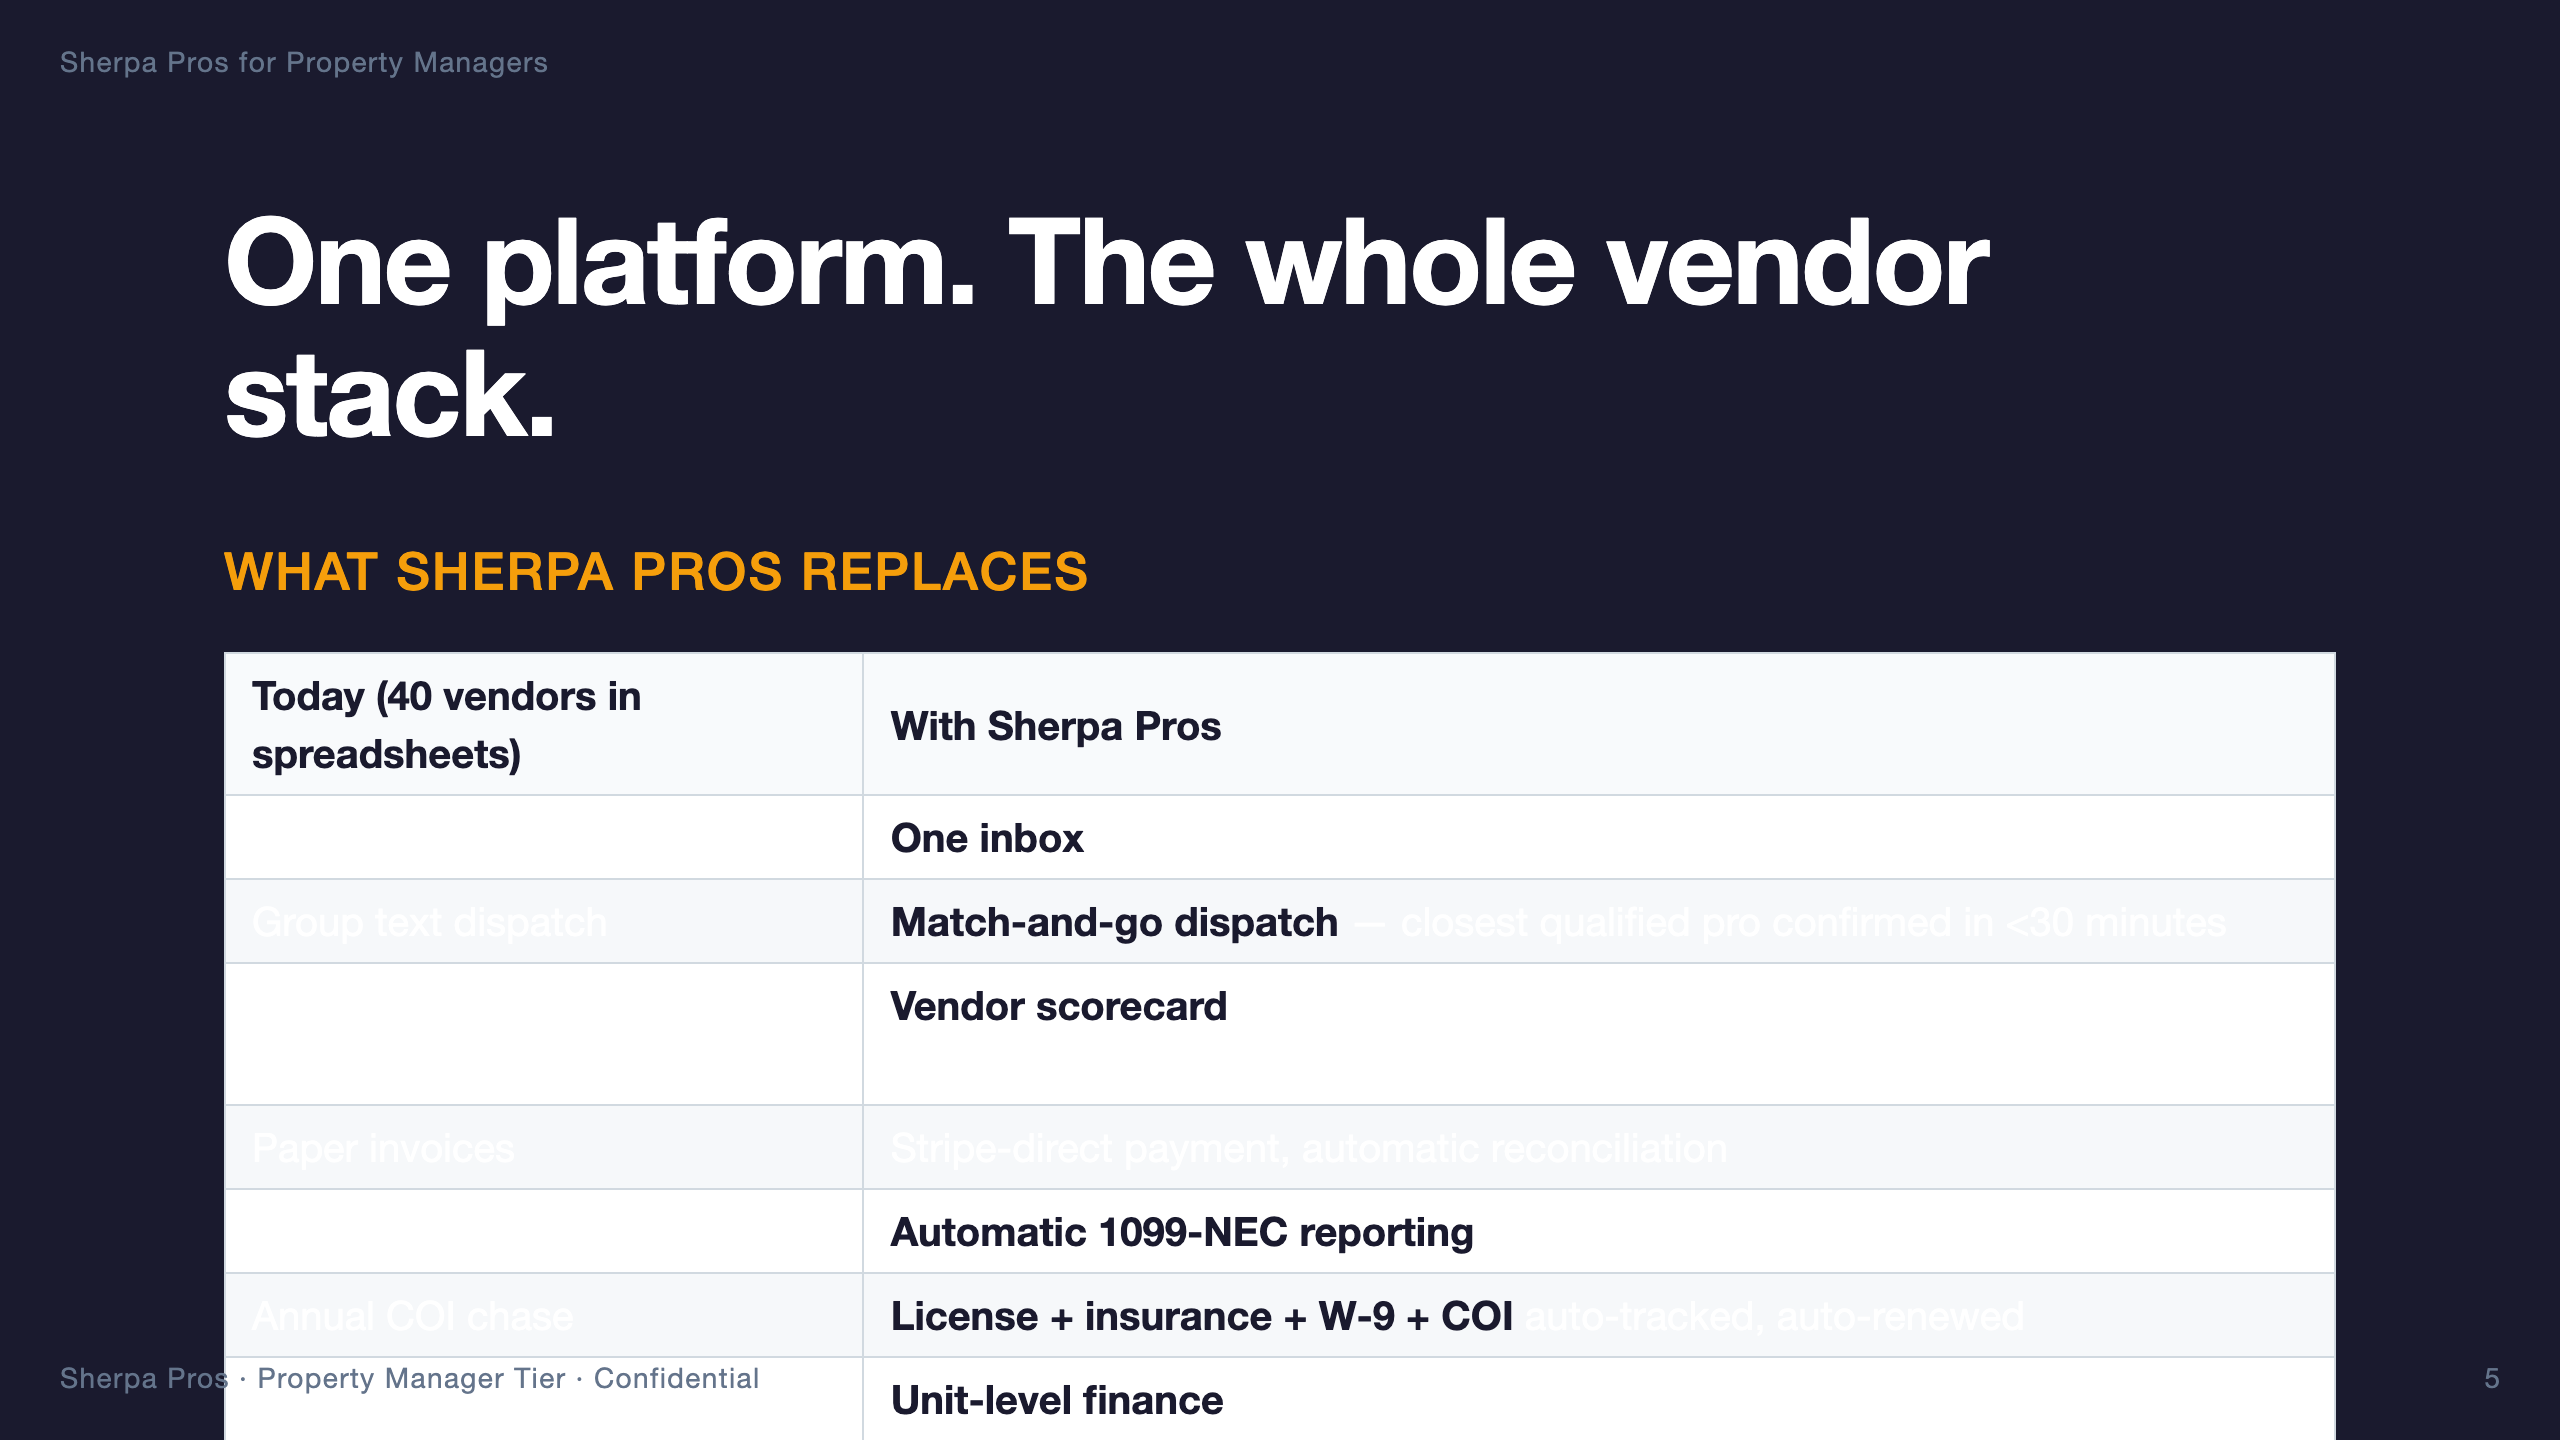 Sherpa Pros for Property Managers
One platform. The whole vendor
stack.
WHAT SHERPA PROS REPLACES
Today (40 vendors in
spreadsheets)
With Sherpa Pros
One inbox
Group text dispatch
Match-and-go dispatch — closest qualified pro confirmed in <30 minutes
Vendor scorecard
Paper invoices
Stripe-direct payment, automatic reconciliation
Automatic 1099-NEC reporting
Annual COI chase
License + insurance + W-9 + COI auto-tracked, auto-renewed
Unit-level finance
Sherpa Pros · Property Manager Tier · Confidential
5